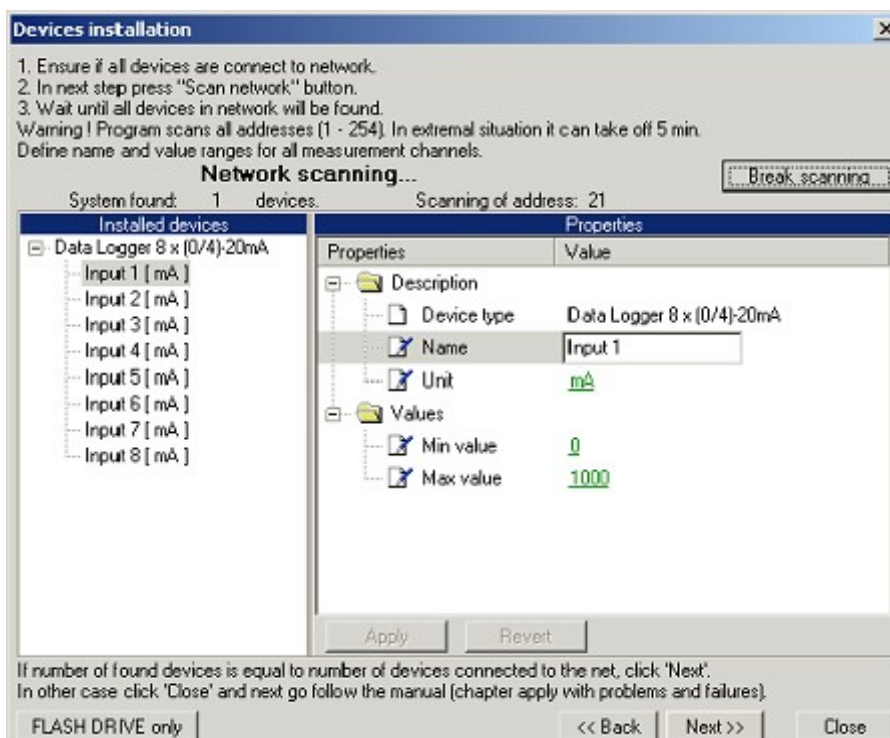 Devices installation
1. Ensure if all devices are connect to network.
2. In next step press "Scan network" button.
3. Wait until all devices in network will be found.
Warning ! Program scans all addresses (1 - 254). In extremal situation it can take off 5 min.
Define name and value ranges for all measurement channels.
Network scanning...
Break scanning
System found: 1 devices. Scanning of address: 21
Installed devices
Data Logger 8 x (0/4)-20mA
Input 1 [ mA ]
Input 2 [ mA ]
Input 3 [ mA ]
Input 4 [ mA ]
Input 5 [ mA ]
Input 6 [ mA ]
Input 7 [ mA ]
Input 8 [ mA ]
Properties
Properties Value
Description
Device type Data Logger 8 x (0/4)-20mA
Name Input 1
Unit mA
Values
Min value 0
Max value 1000
Apply Revert
If number of found devices is equal to number of devices connected to the net, click 'Next'.
In other case click 'Close' and next go follow the manual (chapter apply with problems and failures).
FLASH DRIVE only << Back Next >> Close